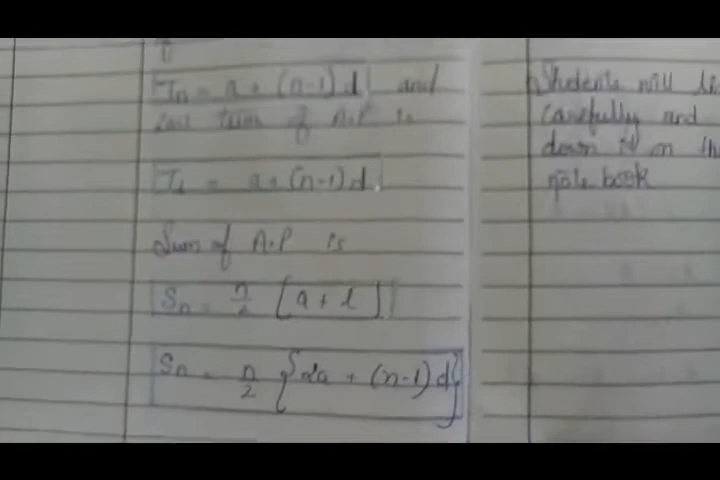 Tn = a + (n-1) d and
last term of A.P is
Tl = a + (n-1) d.
Sum of A.P is
Sn = n/2 [a + l]
Sn = n/2 {2a + (n-1) d}
Students will
carefully and
down it on
note book